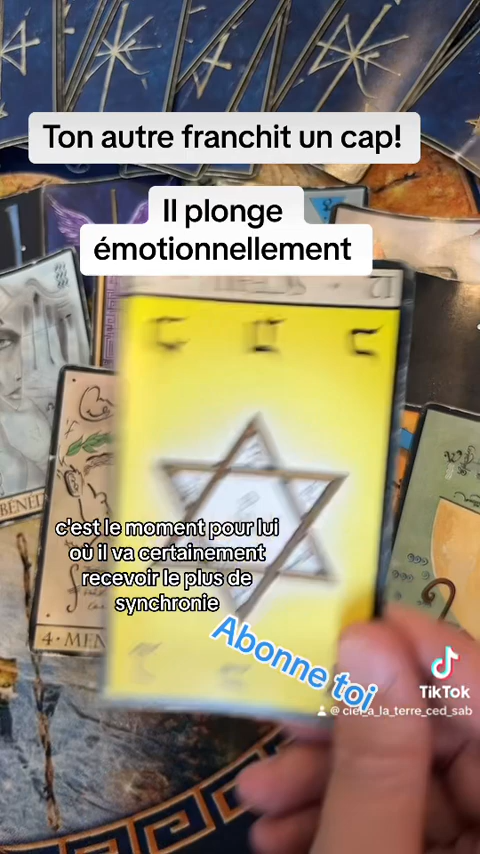 Ton autre franchit un cap!
Il plonge
émotionnellement
c'est le moment pour lui
où il va certainement
recevoir le plus de
synchronie
Abonne toi
TikTok
@ ciel_a_la_terre_ced_sab
4 • MEN